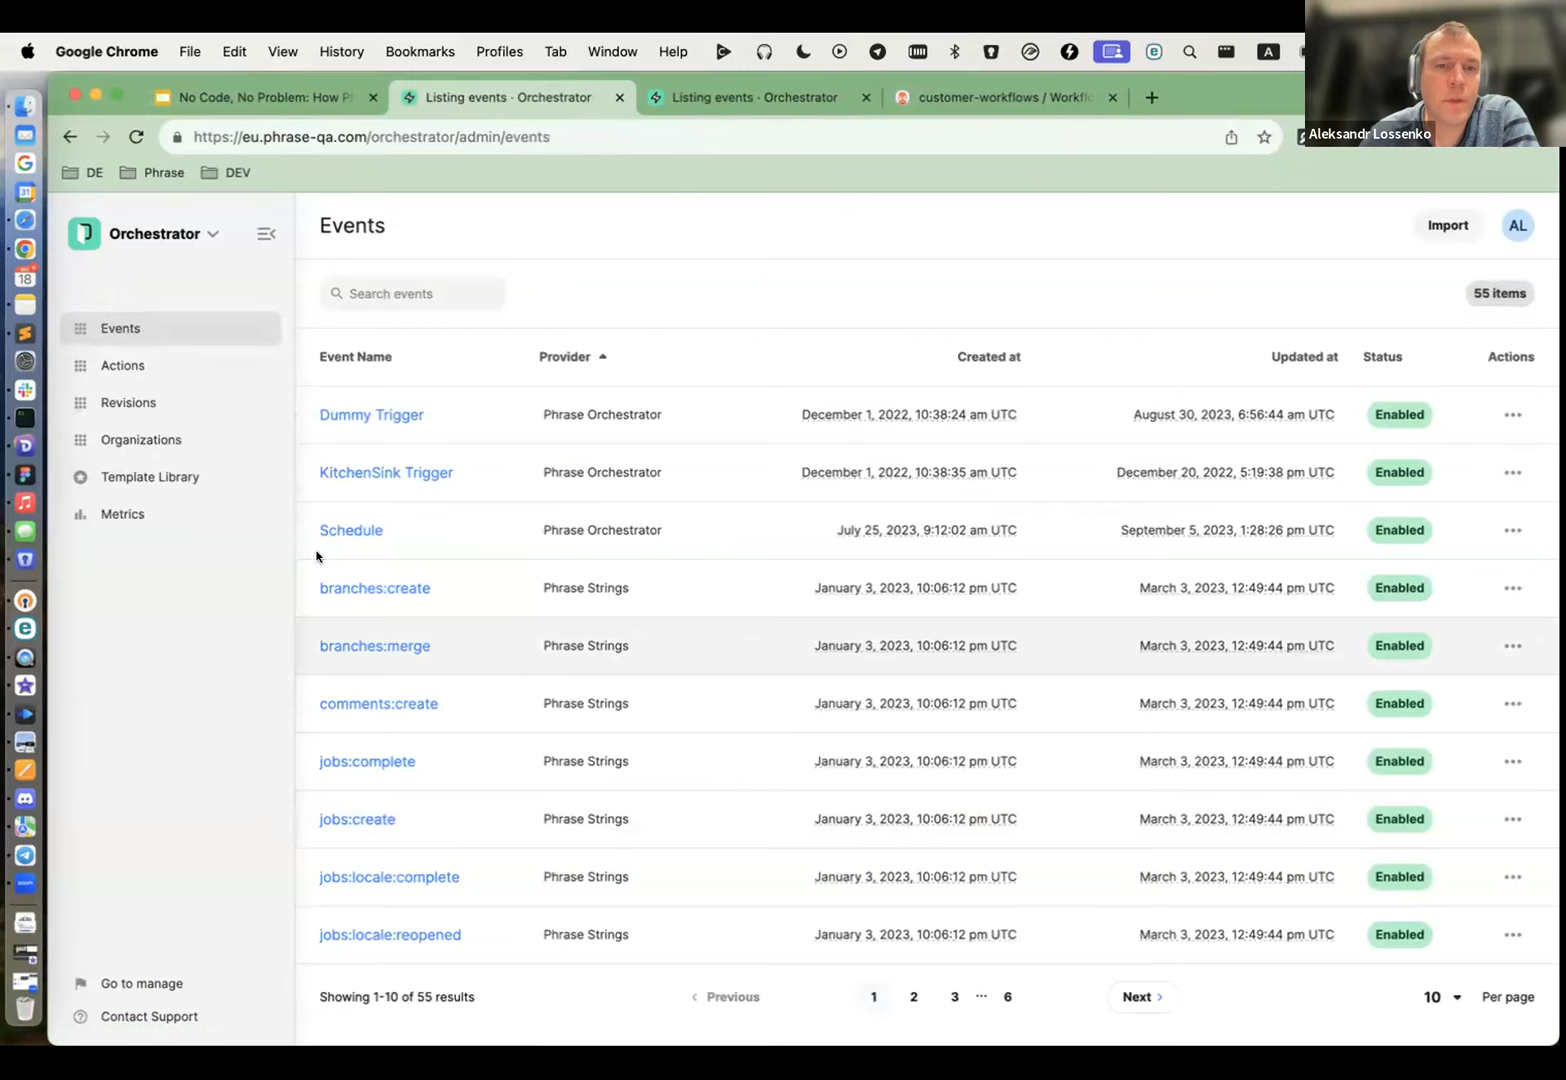 Google Chrome File Edit View History Bookmarks Profiles Tab Window Help A
Aleksandr Lossenko
No Code, No Problem: How P
Listing events · Orchestrator
Listing events · Orchestrator
customer-workflows / Workfl
https://eu.phrase-qa.com/orchestrator/admin/events
DE Phrase DEV
Orchestrator
Events
Actions
Revisions
Organizations
Template Library
Metrics
Go to manage
Contact Support
18
zoom
Events
Import
AL
Search events
55 items
Event Name Provider Created at Updated at Status Actions
Dummy Trigger Phrase Orchestrator December 1, 2022, 10:38:24 am UTC August 30, 2023, 6:56:44 am UTC Enabled
KitchenSink Trigger Phrase Orchestrator December 1, 2022, 10:38:35 am UTC December 20, 2022, 5:19:38 pm UTC Enabled
Schedule Phrase Orchestrator July 25, 2023, 9:12:02 am UTC September 5, 2023, 1:28:26 pm UTC Enabled
branches:create Phrase Strings January 3, 2023, 10:06:12 pm UTC March 3, 2023, 12:49:44 pm UTC Enabled
branches:merge Phrase Strings January 3, 2023, 10:06:12 pm UTC March 3, 2023, 12:49:44 pm UTC Enabled
comments:create Phrase Strings January 3, 2023, 10:06:12 pm UTC March 3, 2023, 12:49:44 pm UTC Enabled
jobs:complete Phrase Strings January 3, 2023, 10:06:12 pm UTC March 3, 2023, 12:49:44 pm UTC Enabled
jobs:create Phrase Strings January 3, 2023, 10:06:12 pm UTC March 3, 2023, 12:49:44 pm UTC Enabled
jobs:locale:complete Phrase Strings January 3, 2023, 10:06:12 pm UTC March 3, 2023, 12:49:44 pm UTC Enabled
jobs:locale:reopened Phrase Strings January 3, 2023, 10:06:12 pm UTC March 3, 2023, 12:49:44 pm UTC Enabled
Showing 1-10 of 55 results Previous 1 2 3 ··· 6 Next 10 Per page